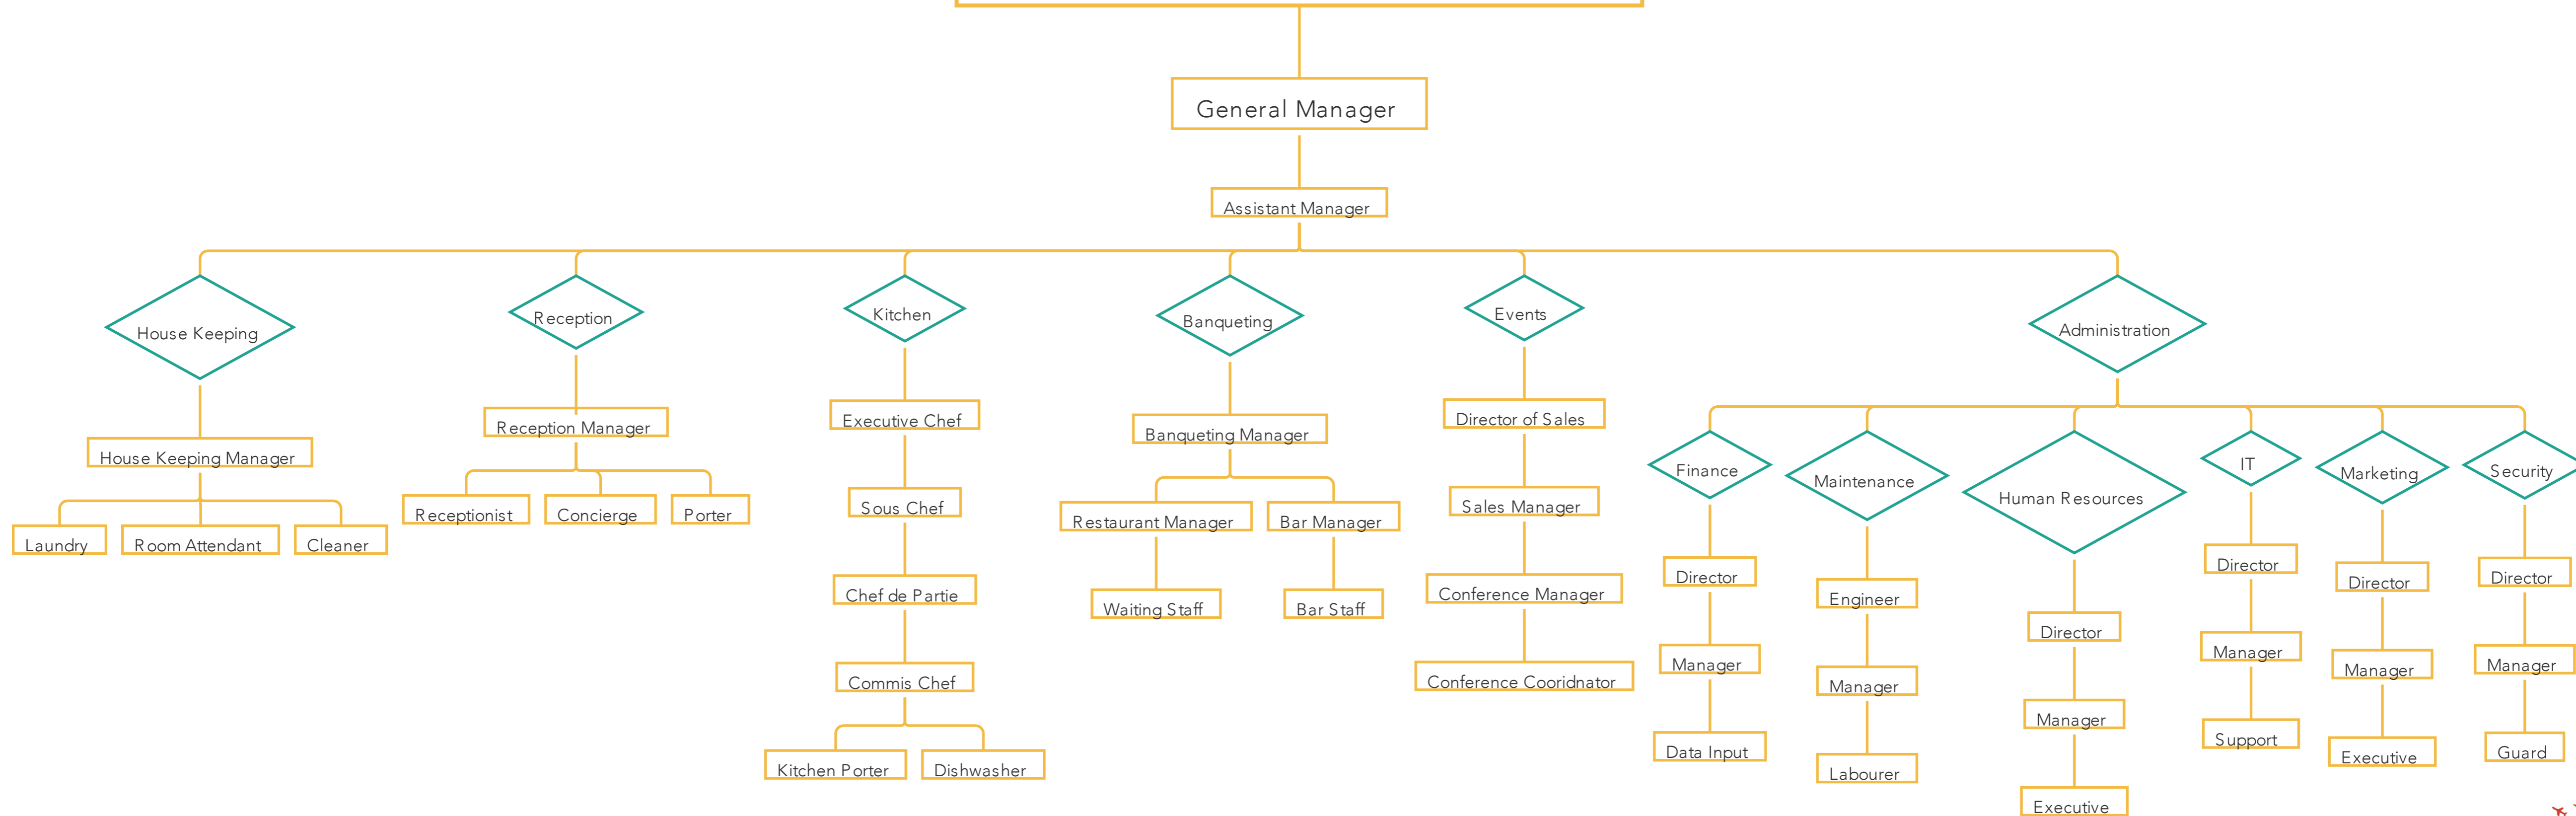 General Manager
Assistant Manager
House Keeping
Reception
Kitchen
Banqueting
Events
Administration
House Keeping Manager
Laundry
Room Attendant
Cleaner
Reception Manager
Receptionist
Concierge
Porter
Executive Chef
Sous Chef
Chef de Partie
Commis Chef
Kitchen Porter
Dishwasher
Banqueting Manager
Restaurant Manager
Bar Manager
Waiting Staff
Bar Staff
Director of Sales
Sales Manager
Conference Manager
Conference Cooridnator
Finance
Maintenance
Human Resources
IT
Marketing
Security
Director
Manager
Data Input
Engineer
Manager
Labourer
Director
Manager
Executive
Director
Manager
Support
Director
Manager
Executive
Director
Manager
Guard